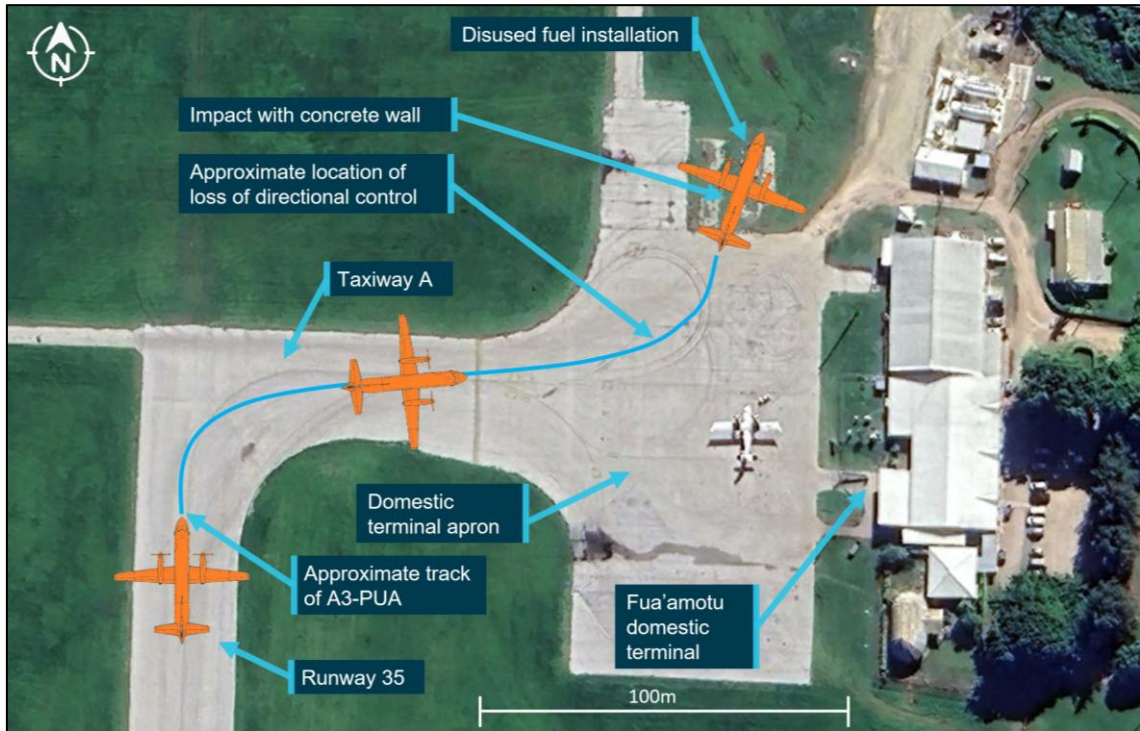 N
Disused fuel installation
Impact with concrete wall
Approximate location of
loss of directional control
Taxiway A
Domestic
terminal apron
Approximate track
of A3-PUA
Fua’amotu
domestic
terminal
Runway 35
100m